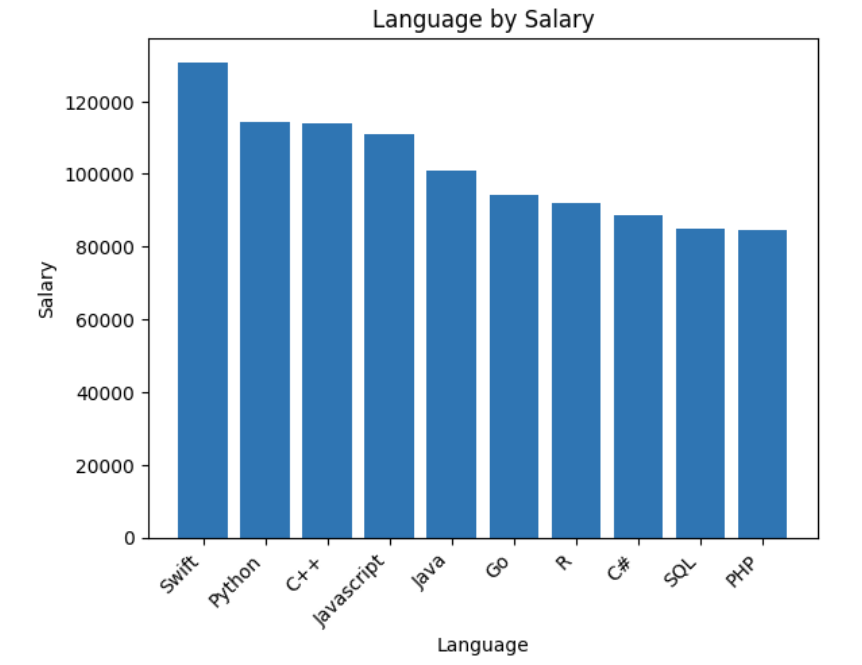 Language by Salary
Salary
120000
100000
80000
60000
40000
20000
0
Swift
Python
C++
Javascript
Java
Go
R
C#
SQL
PHP
Language